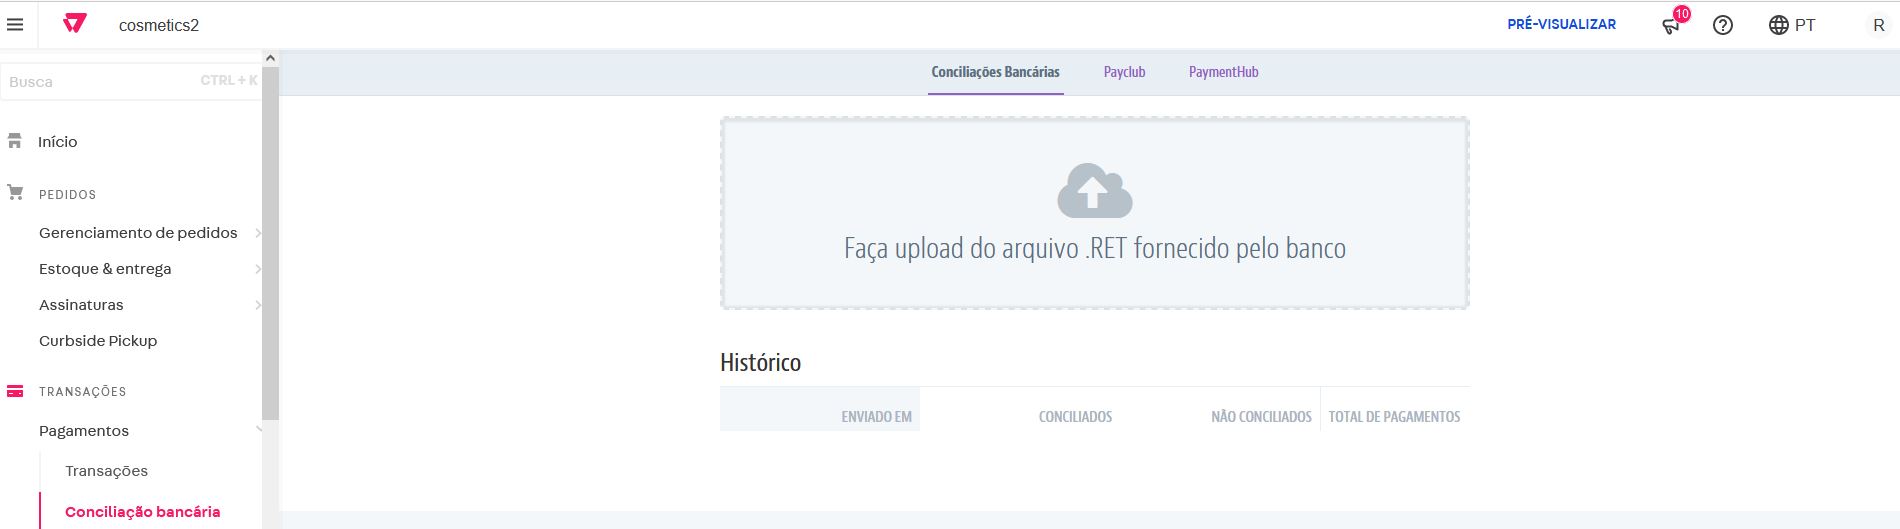 cosmetics2
PRÉ-VISUALIZAR
10
PT
R
Busca
CTRL + K
Início
PEDIDOS
Gerenciamento de pedidos
Estoque & entrega
Assinaturas
Curbside Pickup
TRANSAÇÕES
Pagamentos
Transações
Conciliação bancária
Conciliações Bancárias
Payclub
PaymentHub
Faça upload do arquivo .RET fornecido pelo banco
Histórico
ENVIADO EM
CONCILIADOS
NÃO CONCILIADOS
TOTAL DE PAGAMENTOS